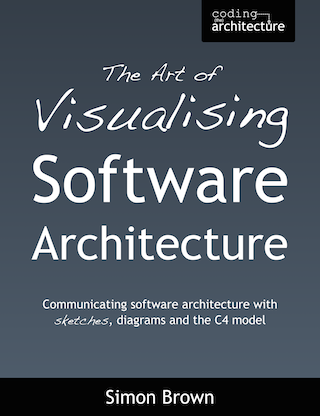 coding
the
architecture
The Art of
Visualising
Software
Architecture
Communicating software architecture with
sketches, diagrams and the C4 model
Simon Brown